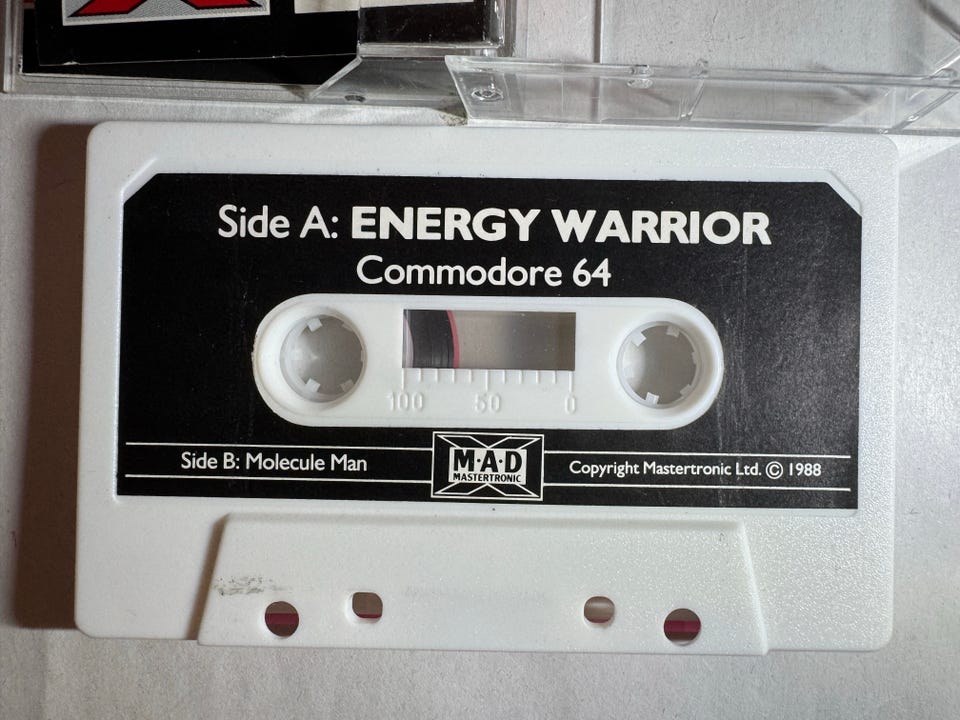 Side A: ENERGY WARRIOR
Commodore 64
100 50 0
Side B: Molecule Man
M·A·D
MASTERTRONIC
Copyright Mastertronic Ltd. © 1988